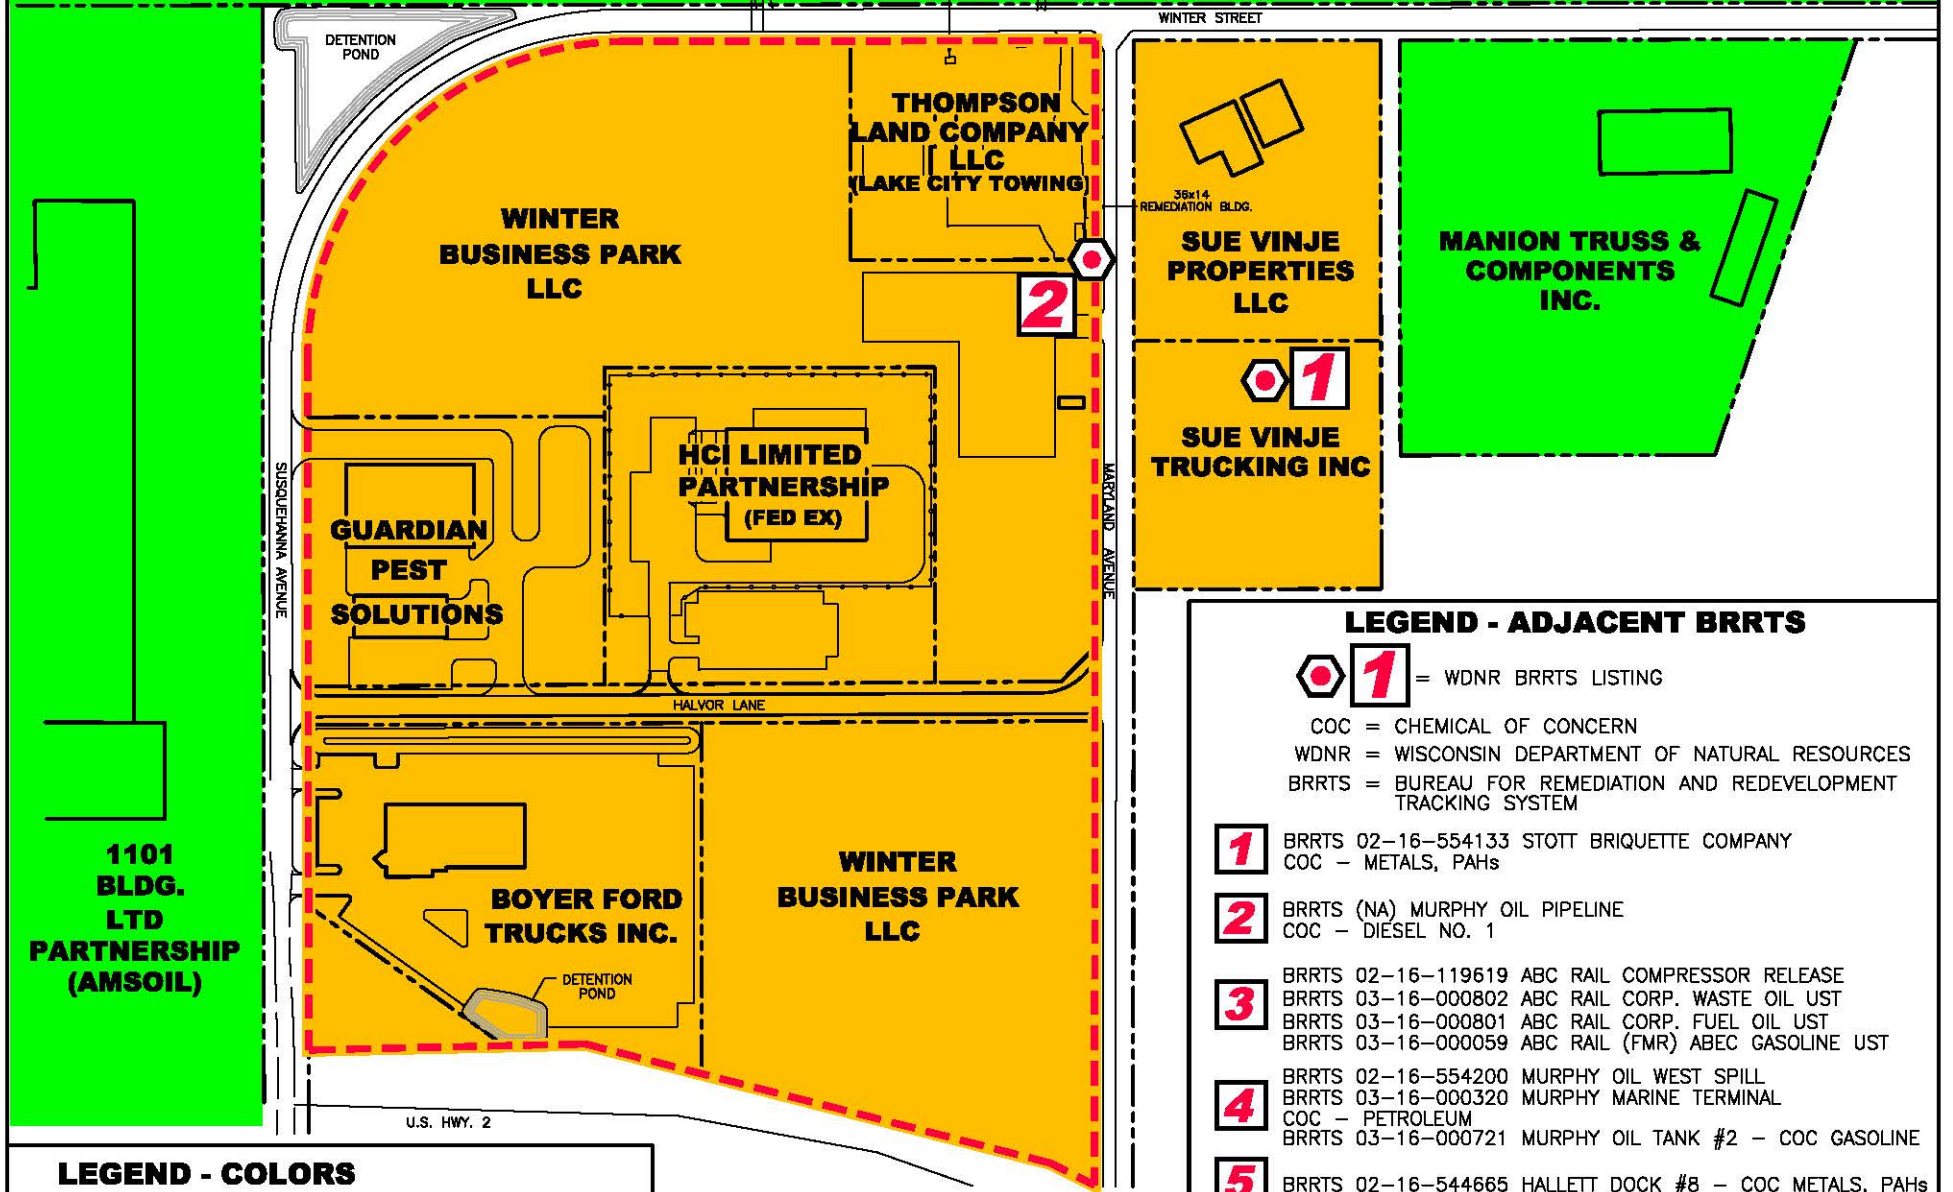 WINTER STREET
DETENTION
POND
THOMPSON
LAND COMPANY
LLC
(LAKE CITY TOWING)
36x14
REMEDIATION BLDG.
WINTER
BUSINESS PARK
LLC
SUE VINJE
PROPERTIES
LLC
MANION TRUSS &
COMPONENTS
INC.
2
1
SUE VINJE
TRUCKING INC
HCI LIMITED
PARTNERSHIP
(FED EX)
SUSQUEHANNA AVENUE
MARYLAND AVENUE
GUARDIAN
PEST
SOLUTIONS
HALVOR LANE
1101
BLDG.
LTD
PARTNERSHIP
(AMSOIL)
BOYER FORD
TRUCKS INC.
WINTER
BUSINESS PARK
LLC
DETENTION
POND
U.S. HWY. 2
LEGEND - COLORS
LEGEND - ADJACENT BRRTS
1 = WDNR BRRTS LISTING
COC = CHEMICAL OF CONCERN
WDNR = WISCONSIN DEPARTMENT OF NATURAL RESOURCES
BRRTS = BUREAU FOR REMEDIATION AND REDEVELOPMENT
TRACKING SYSTEM
1
BRRTS 02-16-554133 STOTT BRIQUETTE COMPANY
COC - METALS, PAHs
2
BRRTS (NA) MURPHY OIL PIPELINE
COC - DIESEL NO. 1
3
BRRTS 02-16-119619 ABC RAIL COMPRESSOR RELEASE
BRRTS 03-16-000802 ABC RAIL CORP. WASTE OIL UST
BRRTS 03-16-000801 ABC RAIL CORP. FUEL OIL UST
BRRTS 03-16-000059 ABC RAIL (FMR) ABEC GASOLINE UST
4
BRRTS 02-16-554200 MURPHY OIL WEST SPILL
BRRTS 03-16-000320 MURPHY MARINE TERMINAL
COC - PETROLEUM
BRRTS 03-16-000721 MURPHY OIL TANK #2 - COC GASOLINE
5
BRRTS 02-16-544665 HALLETT DOCK #8 - COC METALS, PAHs